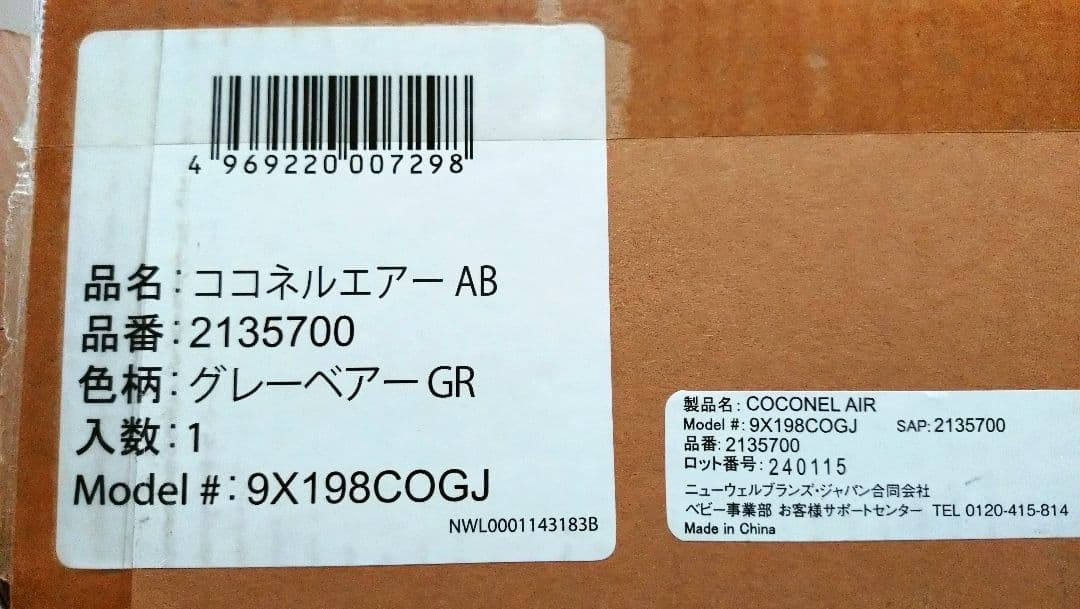 4 969220 007298
品名：ココネルエアー AB
品番：2135700
色柄：グレーベアー GR
入数：1
Model #：9X198COGJ
NWL0001143183B
製品名：COCONEL AIR
Model #: 9X198COGJ SAP: 2135700
品番: 2135700
ロット番号: 240115
ニューウェルブランズ・ジャパン合同会社
ベビー事業部 お客様サポートセンター TEL 0120-415-814
Made in China